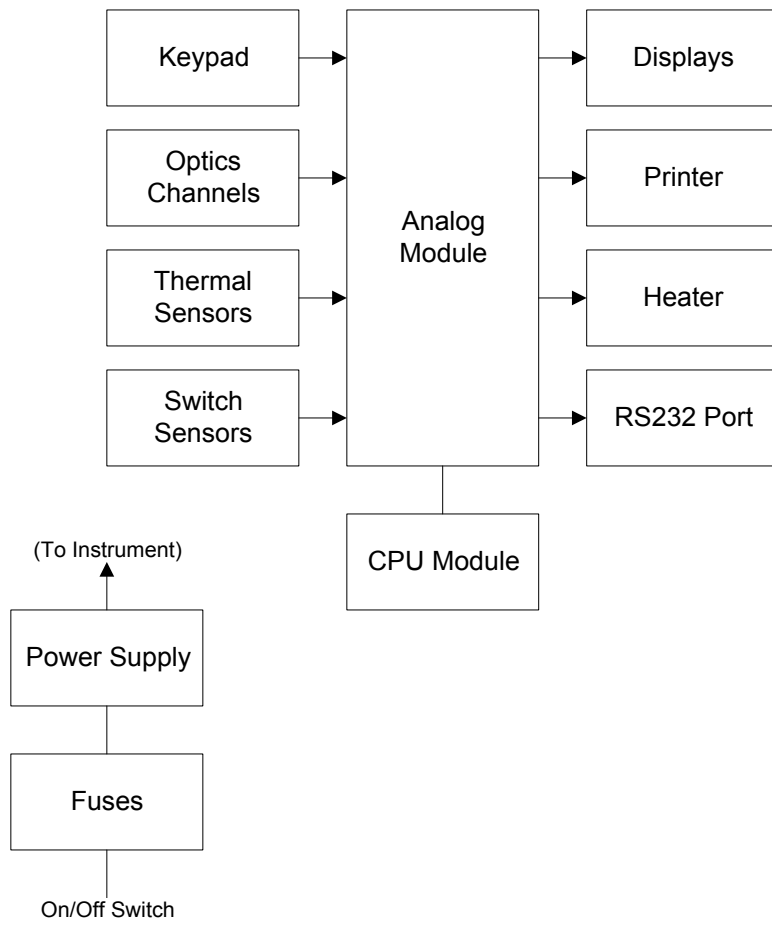 Keypad
Displays
Optics
Channels
Printer
Analog
Module
Thermal
Sensors
Heater
Switch
Sensors
RS232 Port
CPU Module
(To Instrument)
Power Supply
Fuses
On/Off Switch